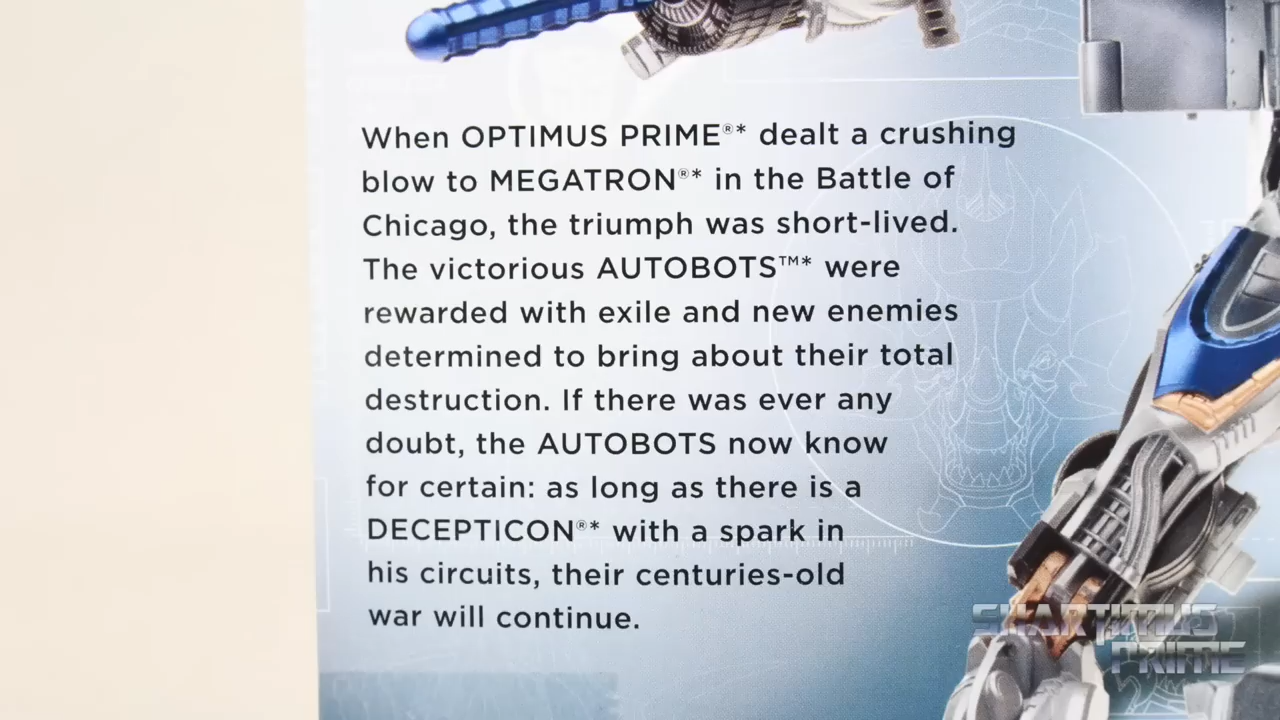 When OPTIMUS PRIME®* dealt a crushing
blow to MEGATRON®* in the Battle of
Chicago, the triumph was short-lived.
The victorious AUTOBOTS™* were
rewarded with exile and new enemies
determined to bring about their total
destruction. If there was ever any
doubt, the AUTOBOTS now know
for certain: as long as there is a
DECEPTICON®* with a spark in
his circuits, their centuries-old
war will continue.
SHARTIMUS
PRIME